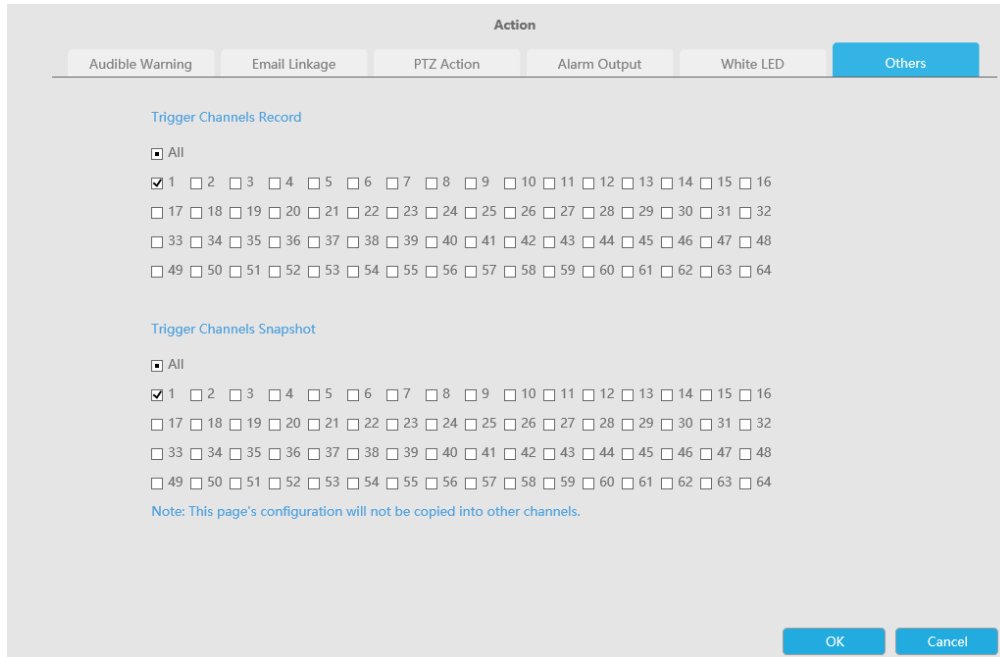 Action
Audible Warning Email Linkage PTZ Action Alarm Output White LED Others
Trigger Channels Record
All
1 2 3 4 5 6 7 8 9 10 11 12 13 14 15 16
17 18 19 20 21 22 23 24 25 26 27 28 29 30 31 32
33 34 35 36 37 38 39 40 41 42 43 44 45 46 47 48
49 50 51 52 53 54 55 56 57 58 59 60 61 62 63 64
Trigger Channels Snapshot
All
1 2 3 4 5 6 7 8 9 10 11 12 13 14 15 16
17 18 19 20 21 22 23 24 25 26 27 28 29 30 31 32
33 34 35 36 37 38 39 40 41 42 43 44 45 46 47 48
49 50 51 52 53 54 55 56 57 58 59 60 61 62 63 64
Note: This page's configuration will not be copied into other channels.
OK Cancel